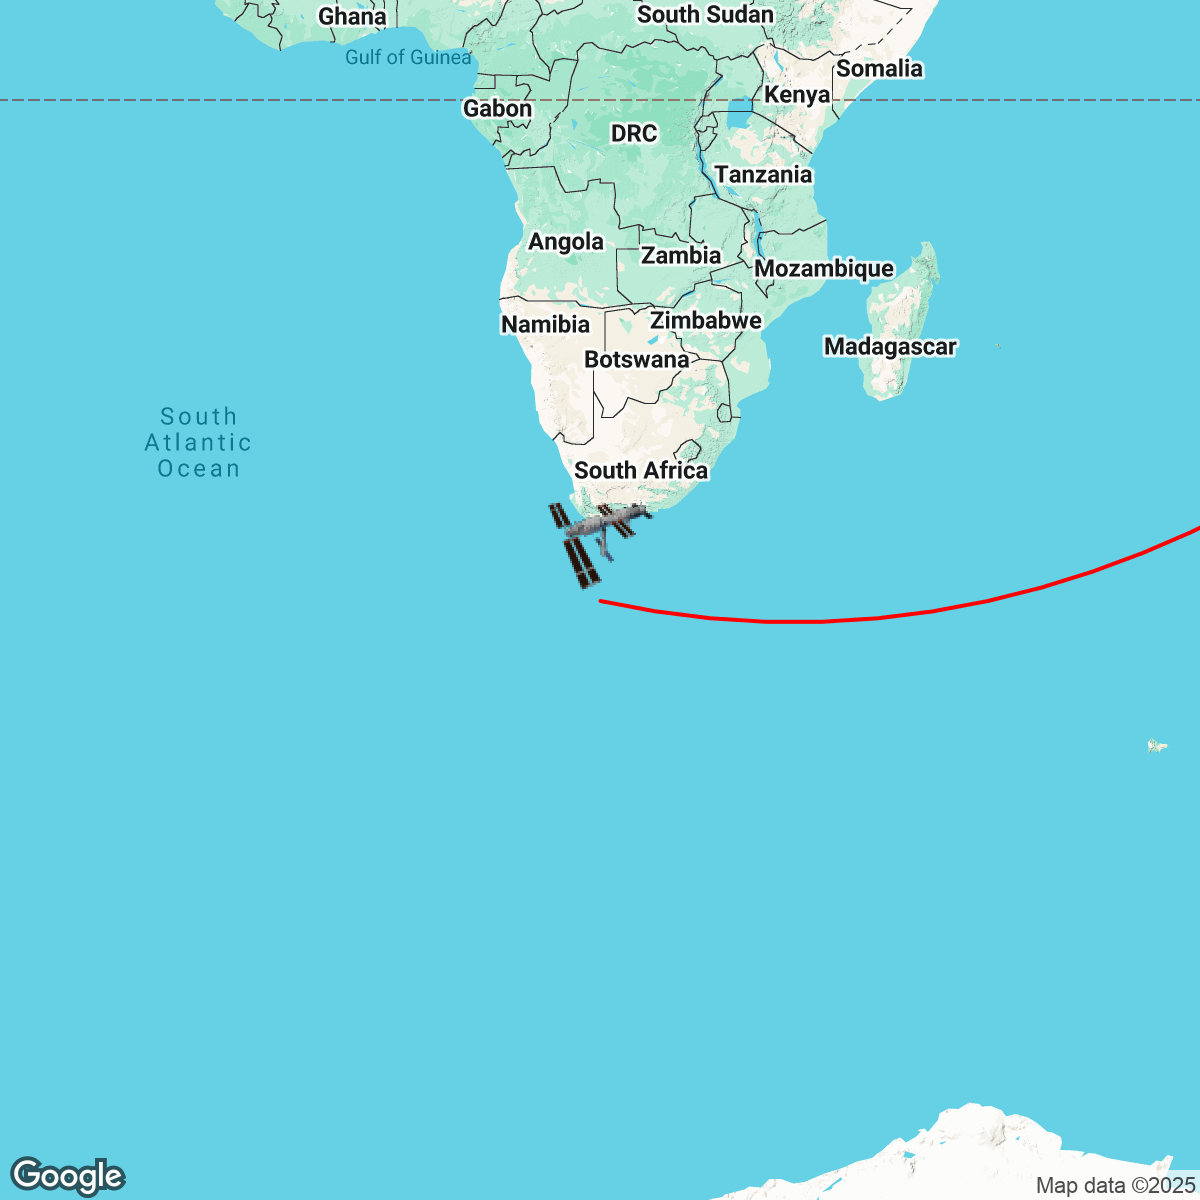 Ghana
South Sudan
Gulf of Guinea
Somalia
Kenya
Gabon
DRC
Tanzania
Angola
Zambia
Mozambique
Namibia
Zimbabwe
Madagascar
Botswana
South
Atlantic
Ocean
South Africa
Google
Map data ©2025